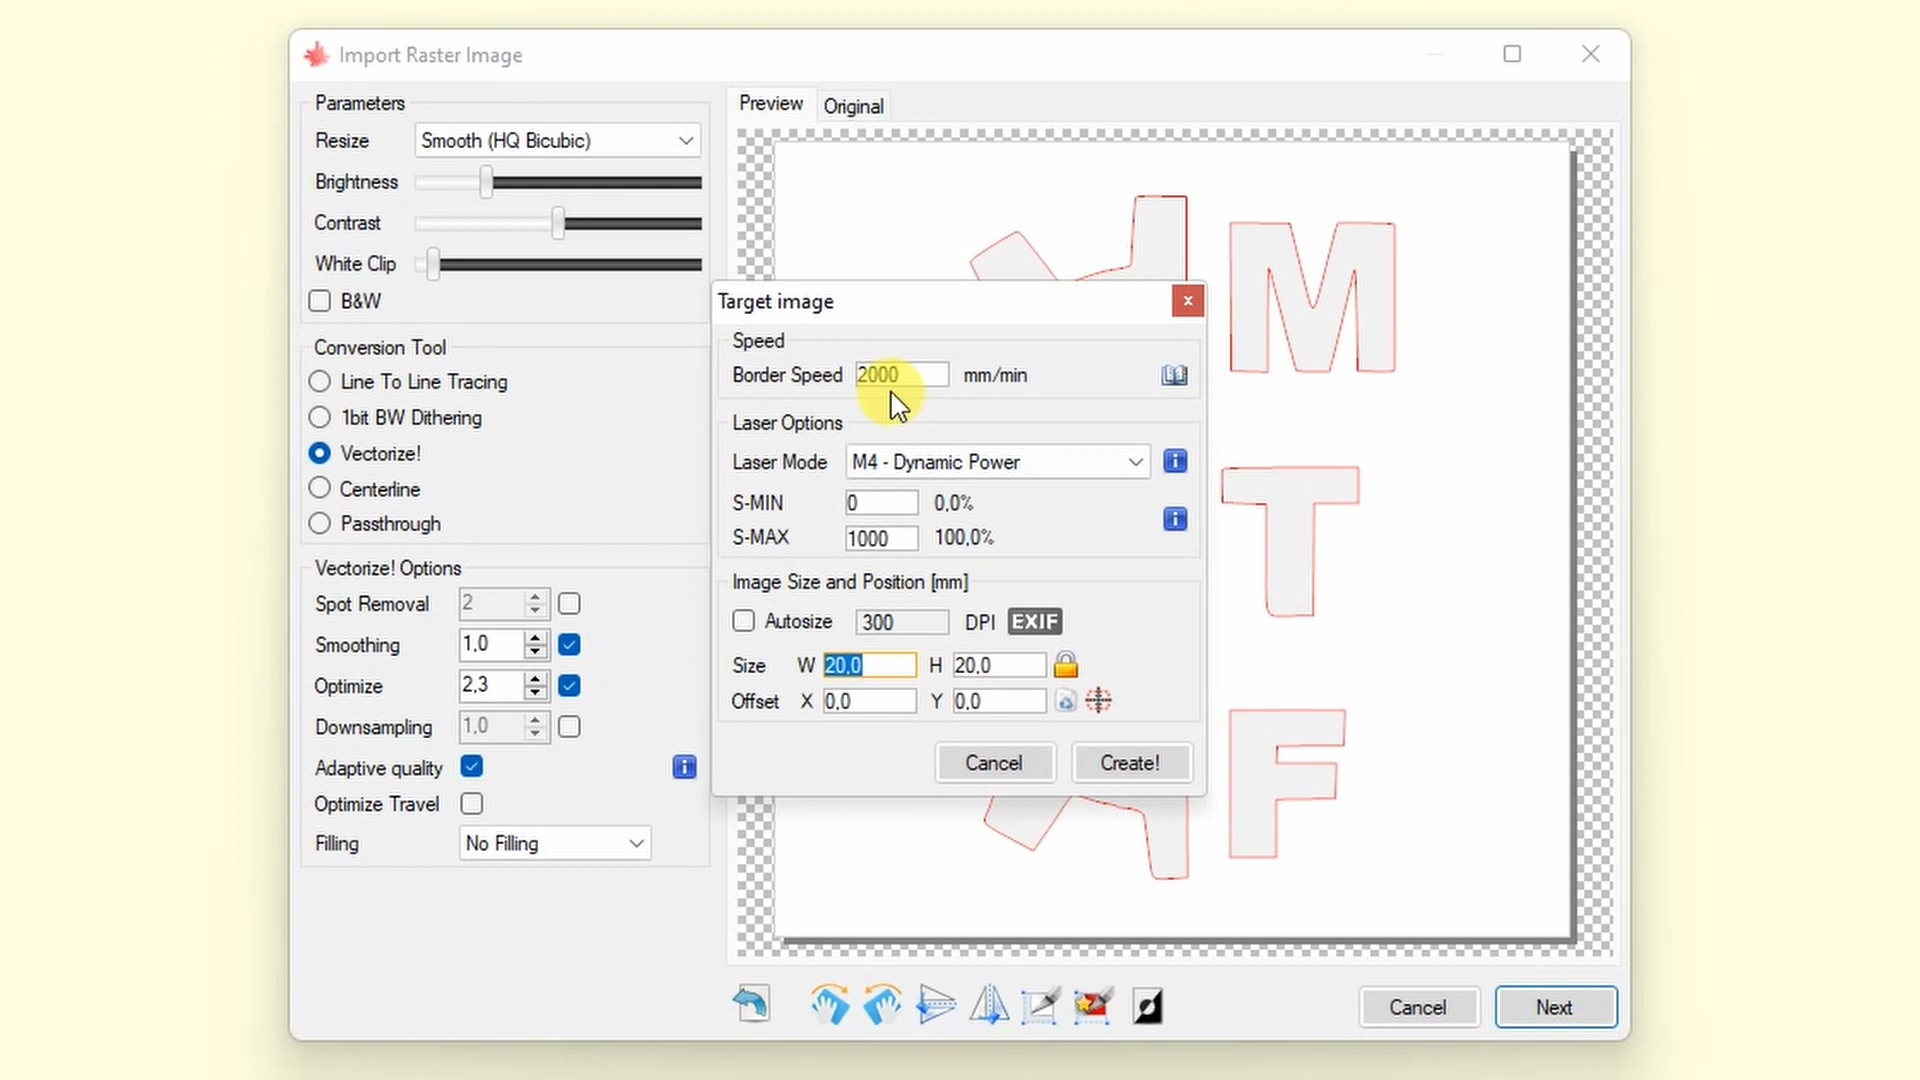 Import Raster Image
Parameters
Resize Smooth (HQ Bicubic)
Brightness
Contrast
White Clip
B&W
Conversion Tool
Line To Line Tracing
1bit BW Dithering
Vectorize!
Centerline
Passthrough
Vectorize! Options
Spot Removal 2
Smoothing 1,0
Optimize 2,3
Downsampling 1,0
Adaptive quality
Optimize Travel
Filling No Filling
Preview Original
M
T
F
Target image
Speed
Border Speed 2000 mm/min
Laser Options
Laser Mode M4 - Dynamic Power
S-MIN 0 0,0%
S-MAX 1000 100,0%
Image Size and Position [mm]
Autosize 300 DPI EXIF
Size W 20,0 H 20,0
Offset X 0,0 Y 0,0
Cancel Create!
Cancel Next